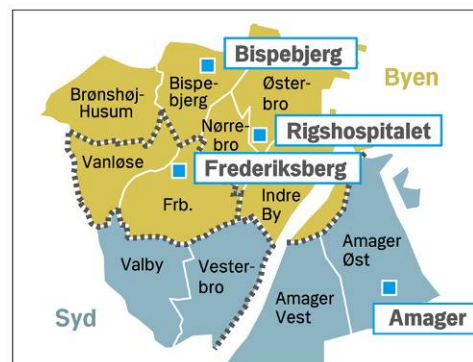 Bispebjerg
Bispe-
bjerg
Øster-
bro
Byen
Brønshøj-
Husum
Nørre-
bro
Rigshospitalet
Vanløse
Frederiksberg
Frb.
Indre
By
Valby
Vester-
bro
Amager
Øst
Syd
Amager
Vest
Amager